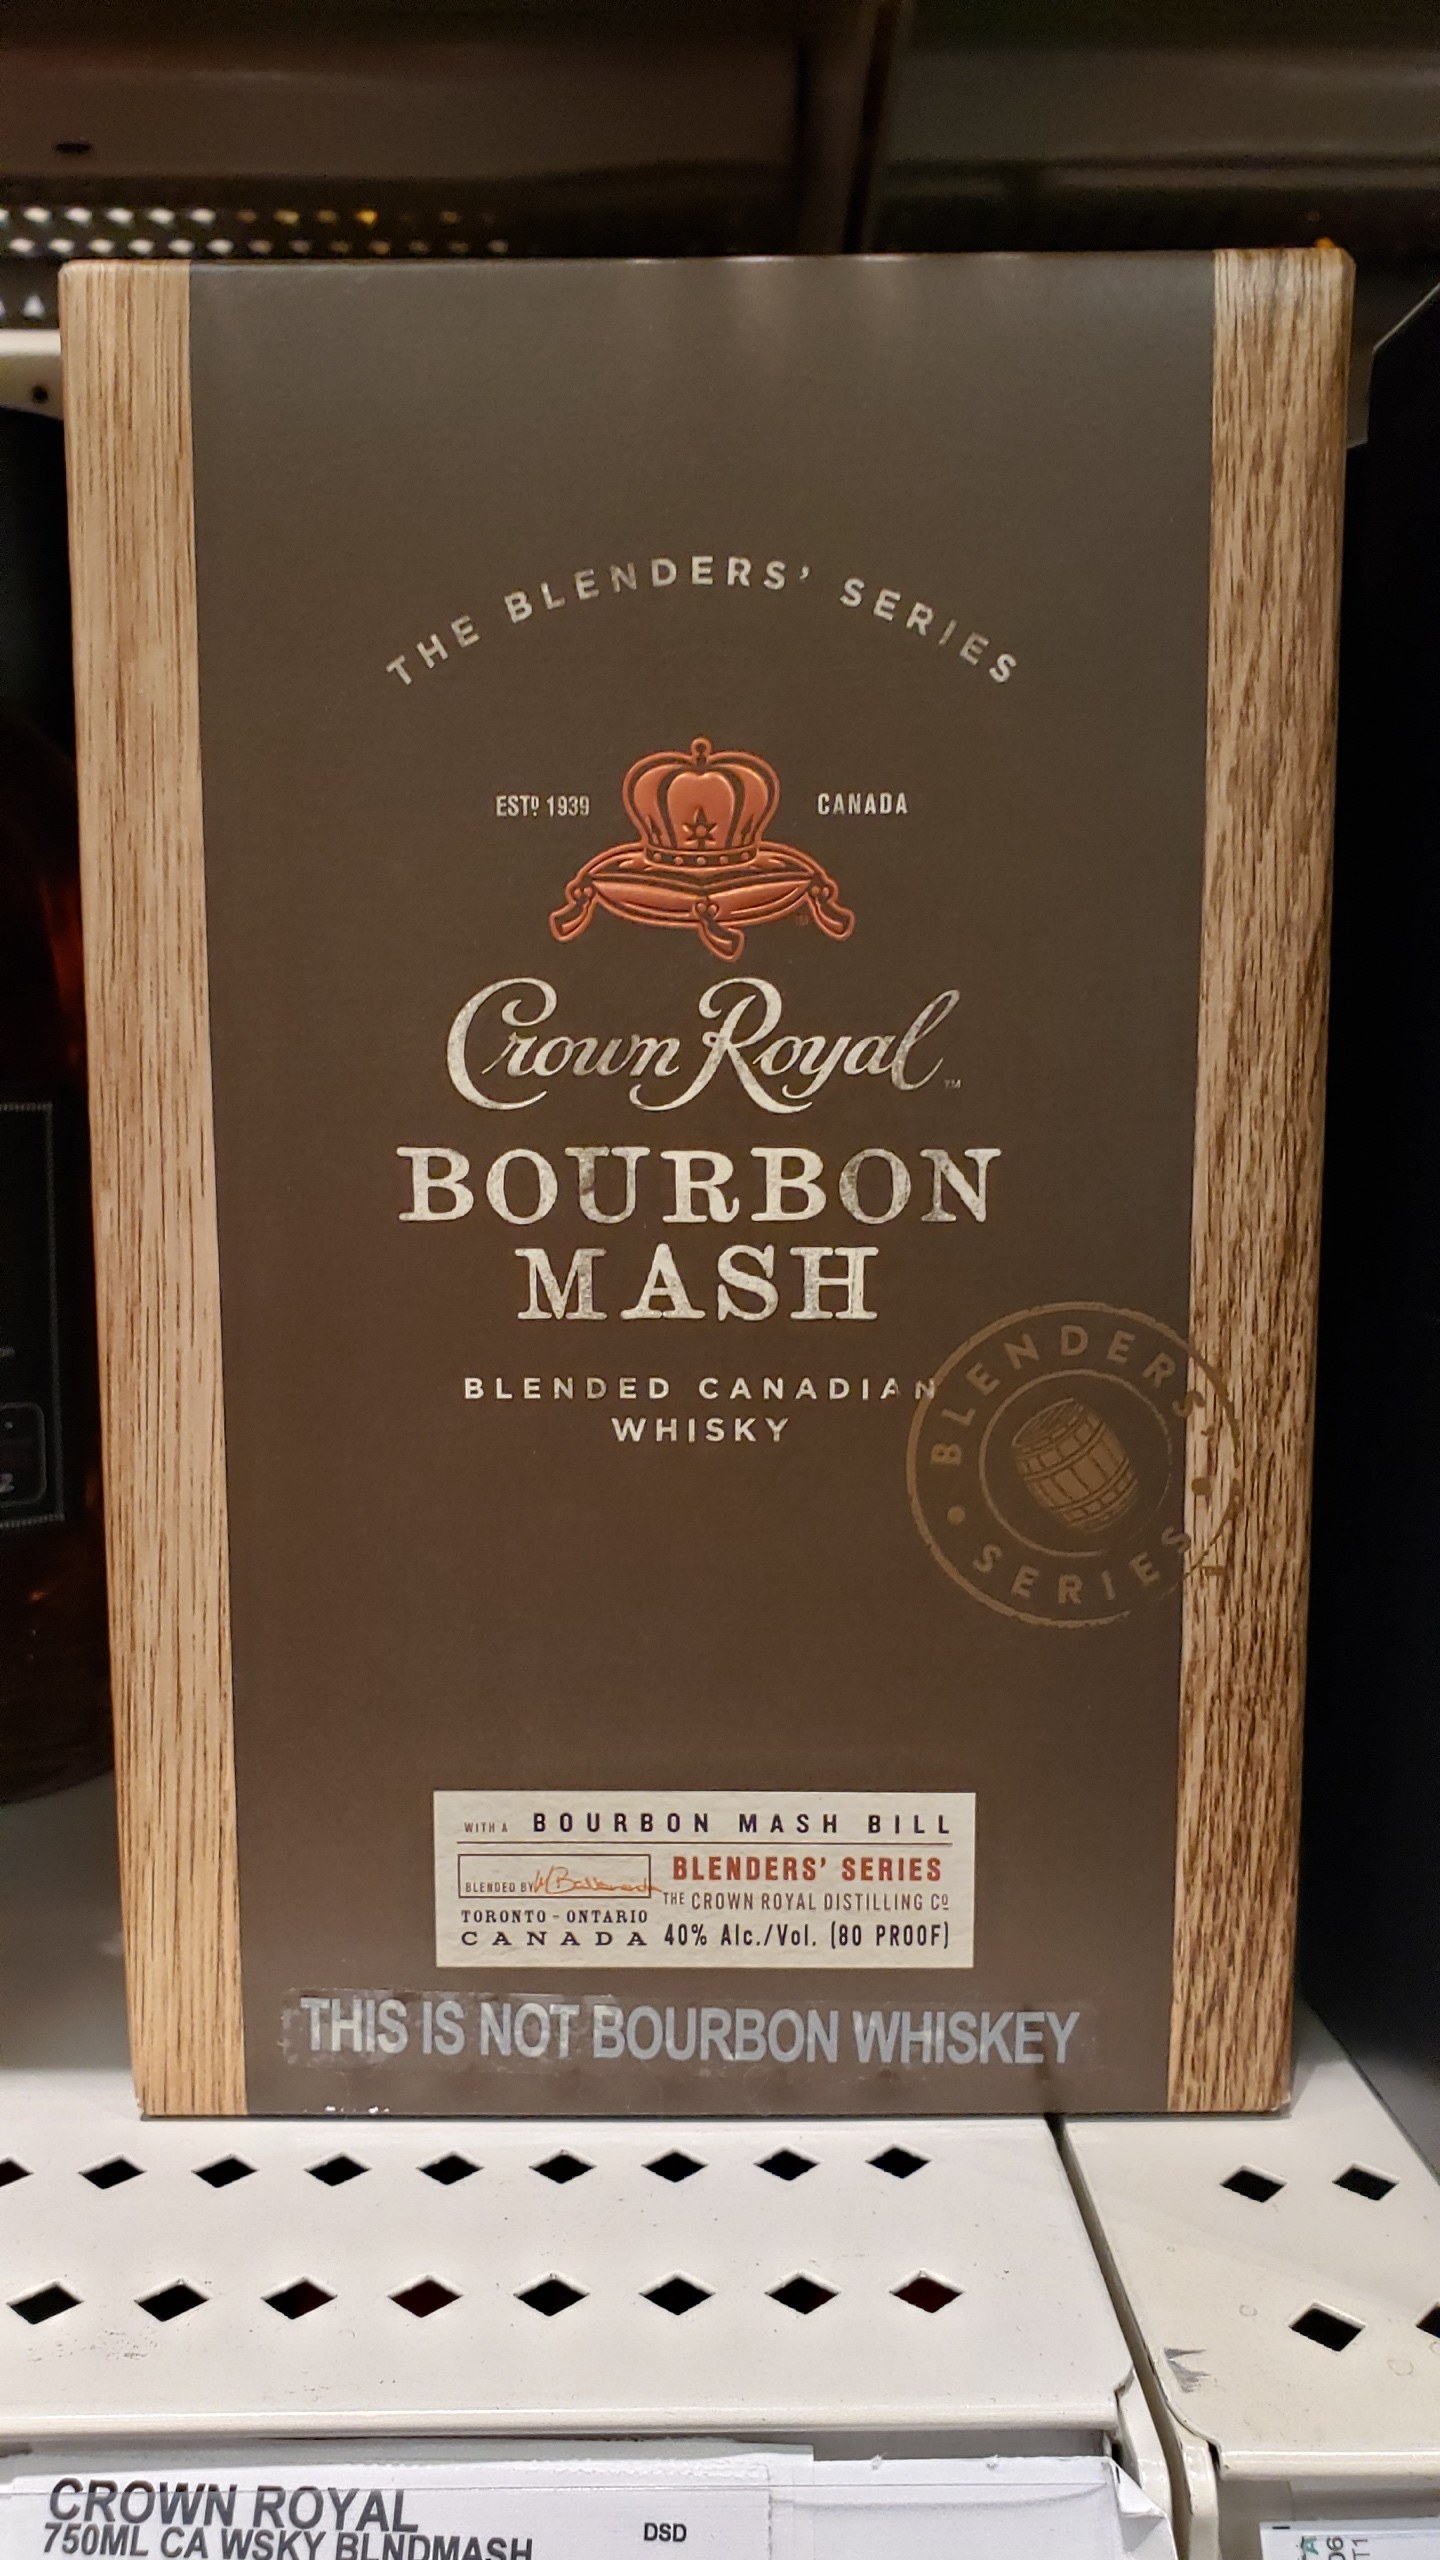 THE BLENDERS' SERIES
ESTD 1939 CANADA
Crown Royal™
BOURBON
MASH
BLENDED CANADIAN
WHISKY
BLENDERS'
SERIES
WITH A BOURBON MASH BILL
BLENDED BY
BLENDERS' SERIES
THE CROWN ROYAL DISTILLING CO
TORONTO - ONTARIO
CANADA
40% Alc./Vol. (80 PROOF)
THIS IS NOT BOURBON WHISKEY
CROWN ROYAL
750ML CA WSKY BLNDMASH
DSD